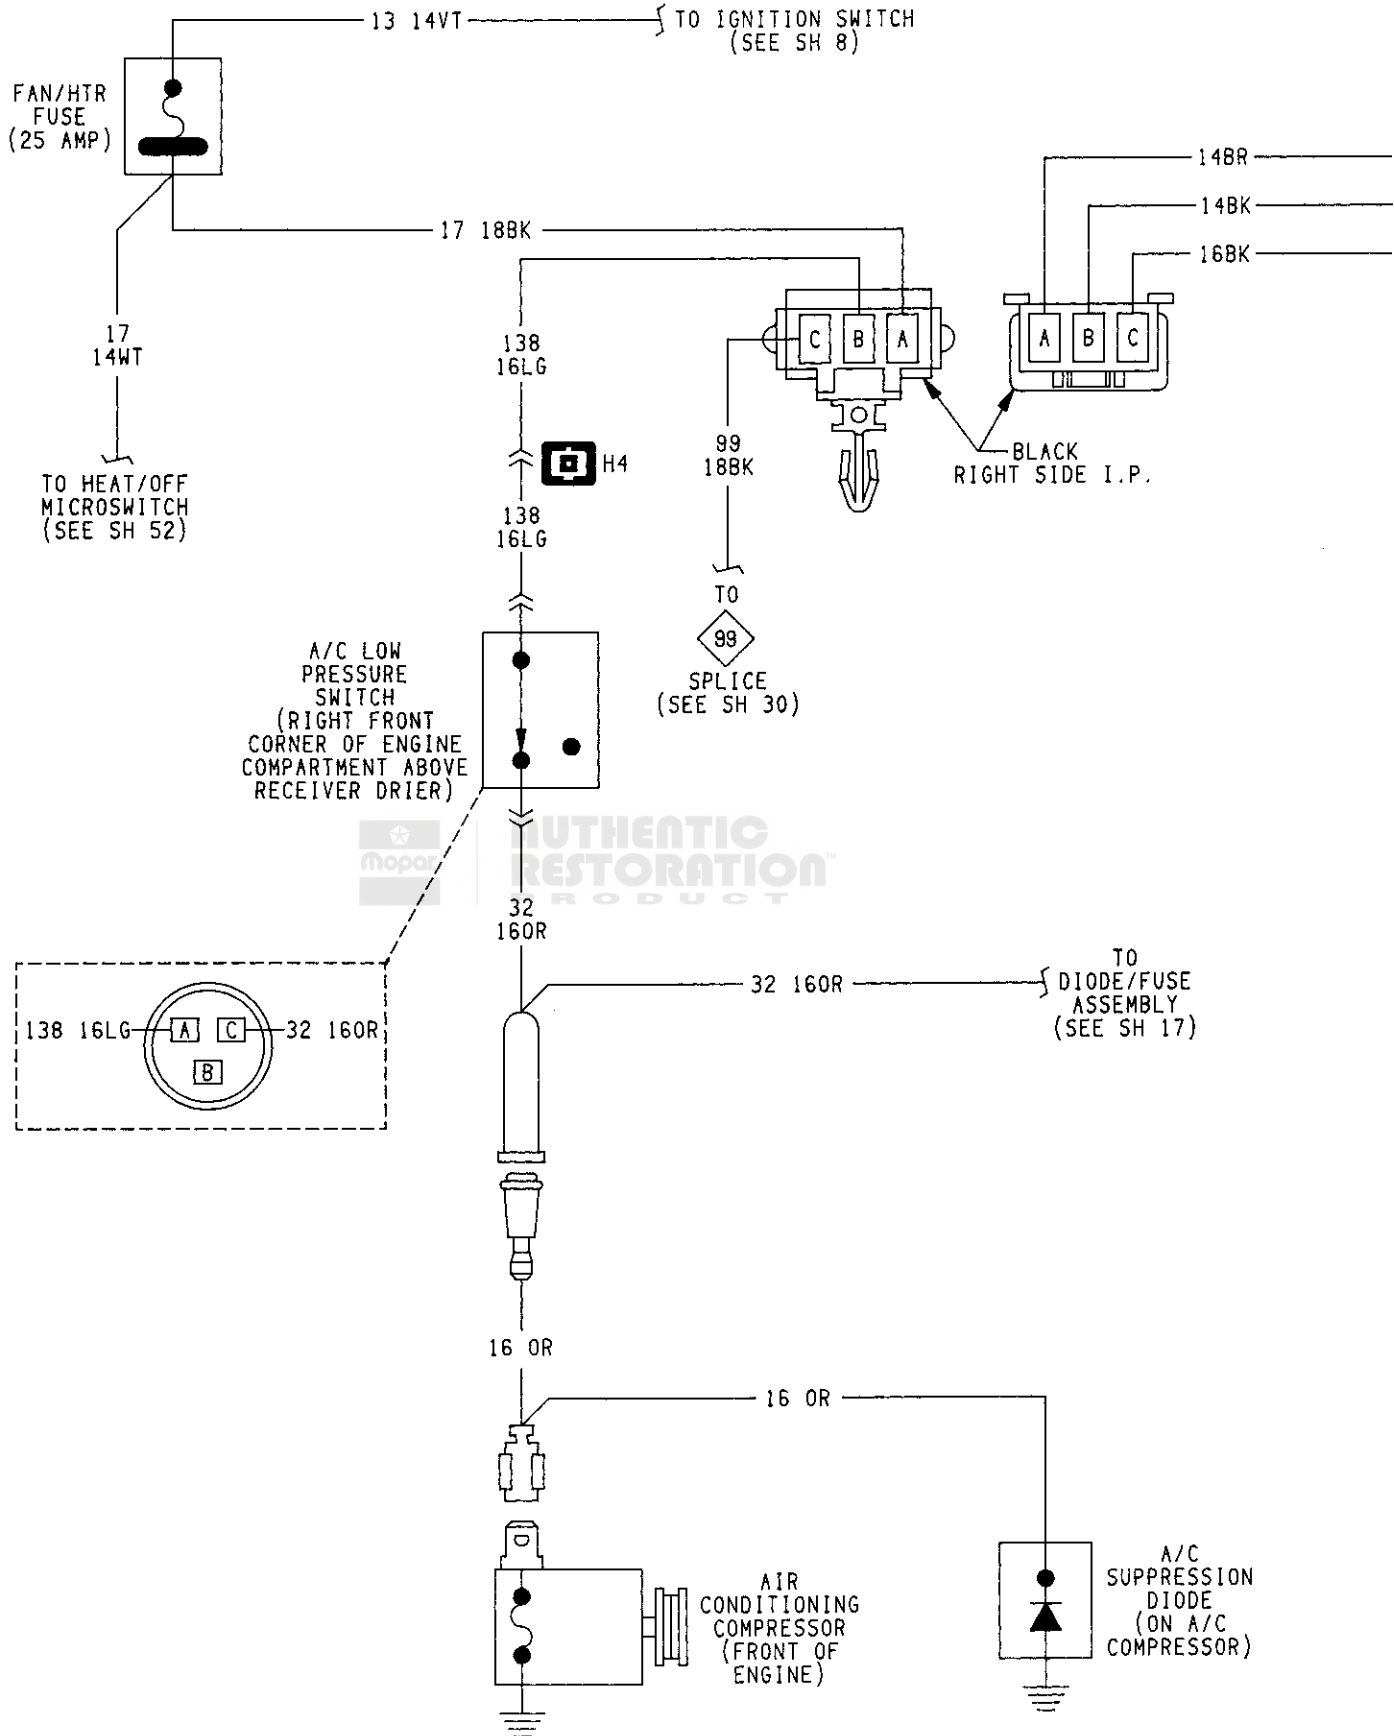 13 14VT
TO IGNITION SWITCH
(SEE SH 8)
FAN/HTR
FUSE
(25 AMP)
14BR
14BK
16BK
17 18BK
17
14WT
138
16LG
C B A
A B C
99
18BK
BLACK
RIGHT SIDE I.P.
H4
TO HEAT/OFF
MICROSWITCH
(SEE SH 52)
138
16LG
TO
99
SPLICE
(SEE SH 30)
A/C LOW
PRESSURE
SWITCH
(RIGHT FRONT
CORNER OF ENGINE
COMPARTMENT ABOVE
RECEIVER DRIER)
Mopar
AUTHENTIC
RESTORATION™
PRODUCT
32
16OR
32 16OR
TO
DIODE/FUSE
ASSEMBLY
(SEE SH 17)
138 16LG A C 32 16OR
B
16 OR
16 OR
AIR
CONDITIONING
COMPRESSOR
(FRONT OF
ENGINE)
A/C
SUPPRESSION
DIODE
(ON A/C
COMPRESSOR)